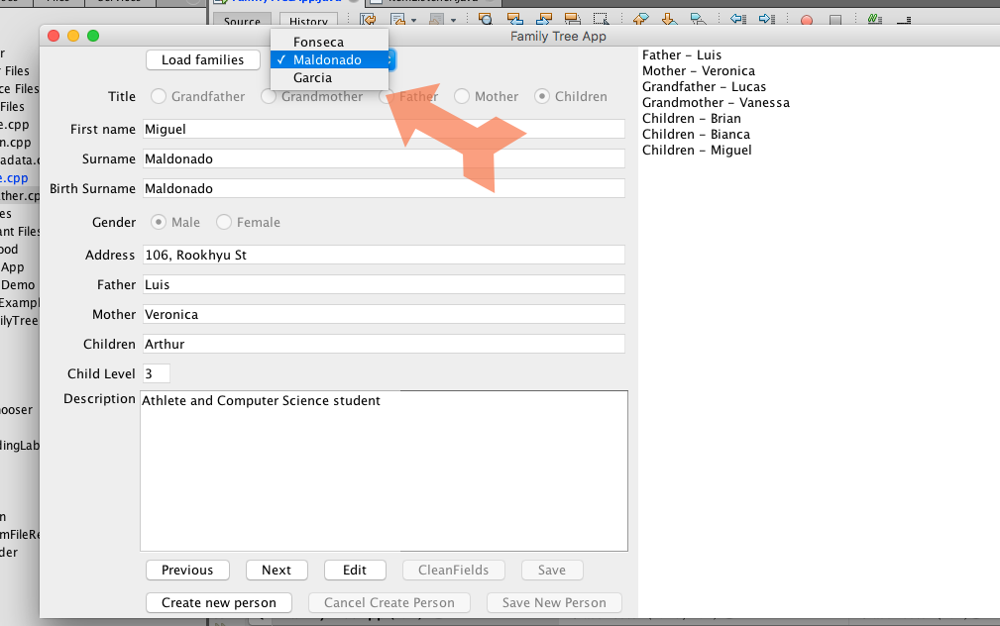 Source History
Family Tree App
Load families
Fonseca
✓ Maldonado
Garcia
Title Grandfather Grandmother Father Mother Children
First name Miguel
Surname Maldonado
Birth Surname Maldonado
Gender Male Female
Address 106, Rookhyu St
Father Luis
Mother Veronica
Children Arthur
Child Level 3
Description Athlete and Computer Science student
Previous Next Edit CleanFields Save
Create new person Cancel Create Person Save New Person
Father - Luis
Mother - Veronica
Grandfather - Lucas
Grandmother - Vanessa
Children - Brian
Children - Bianca
Children - Miguel
r
Files
ce Files
Files
e.cpp
n.cpp
adata.c
e.cpp
ther.cp
es
ant Files
ood
App
Demo
Exampl
ilyTree
ooser
dingLab
n
mFileRe
der